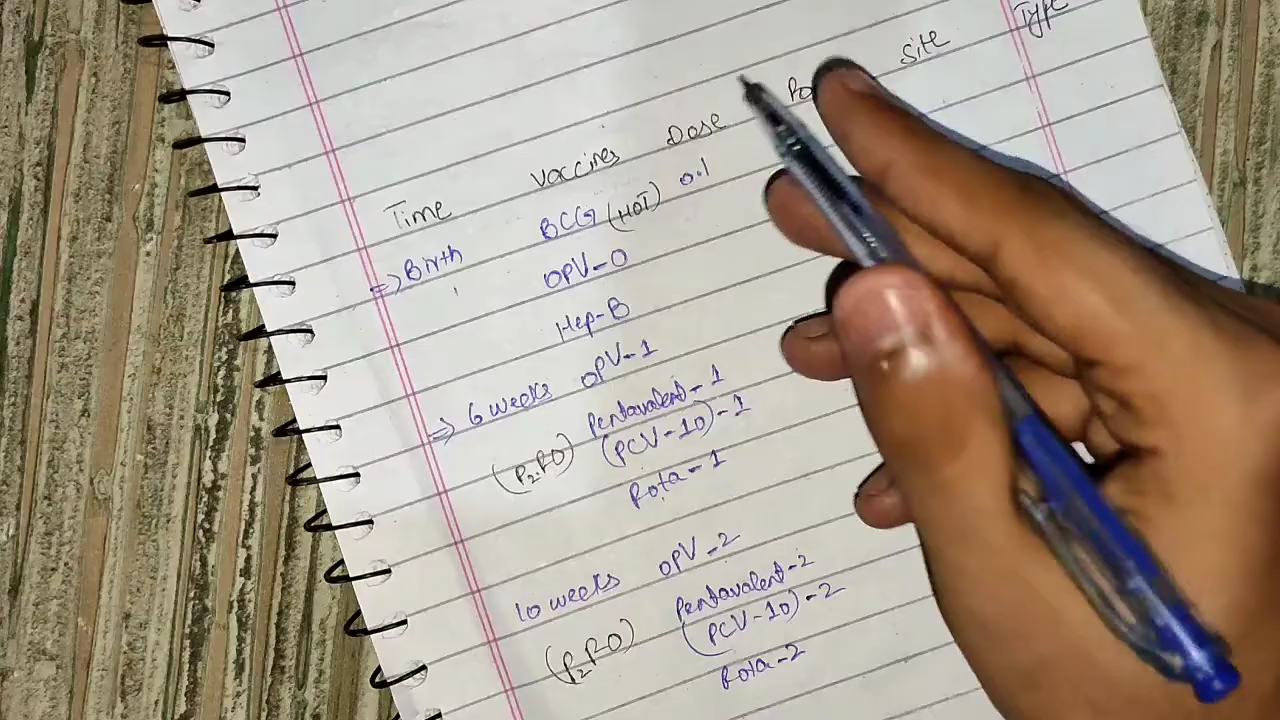 Time Vaccines Dose Site Type
=> Birth BCG (HOI) 0.1
OPV-0
Hep-B
=> 6 weeks OPV-1
Pentavalent-1
(P2RO) (PCV-10)-1
Rota-1
10 weeks OPV-2
Pentavalent-2
(P2RO) (PCV-10)-2
Rota-2